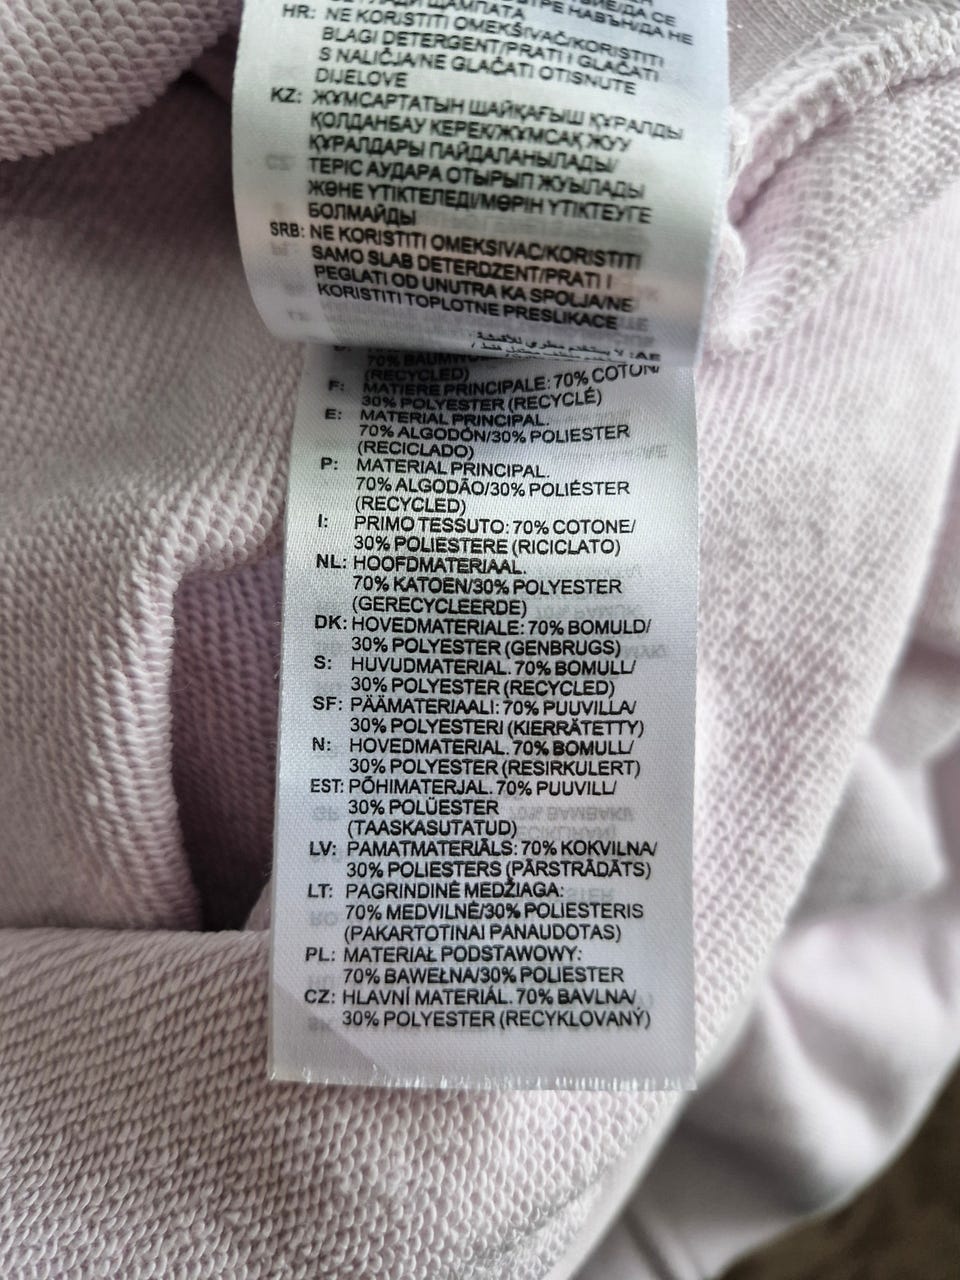 НЕ
HR: NE KORISTITI OMEKŠIVAČ/KORISTITI
BLAGI DETERGENT/PRATI I GLAČATI
S NALIČJA/NE GLAČATI OTISNUTE
DIJELOVE
KZ: ЖҰМСАРТАТЫН ШАЙҚАҒЫШ ҚҰРАЛДЫ
ҚОЛДАНБАУ КЕРЕК/ЖҰМСАҚ ЖУУ
ҚҰРАЛДАРЫ ПАЙДАЛАНЫЛАДЫ/
ТЕРІС АУДАРА ОТЫРЫП ЖУЫЛАДЫ
ЖӘНЕ ҮТІКТЕЛЕДІ/МӨРІН ҮТІКТЕУГЕ
БОЛМАЙДЫ
SRB: NE KORISTITI OMEKSIVAC/KORISTITI
SAMO SLAB DETERDZENT/PRATI I
PEGLATI OD UNUTRA KA SPOLJA/NE
KORISTITI TOPLOTNE PRESLIKACE
AE:
70%
(RECYCLED)
F: MATIERE PRINCIPALE: 70% COTON/
30% POLYESTER (RECYCLÉ)
E: MATERIAL PRINCIPAL.
70% ALGODÓN/30% POLIESTER
(RECICLADO)
P: MATERIAL PRINCIPAL.
70% ALGODÃO/30% POLIÉSTER
(RECYCLED)
I: PRIMO TESSUTO: 70% COTONE/
30% POLIESTERE (RICICLATO)
NL: HOOFDMATERIAAL.
70% KATOEN/30% POLYESTER
(GERECYCLEERDE)
DK: HOVEDMATERIALE: 70% BOMULD/
30% POLYESTER (GENBRUGS)
S: HUVUDMATERIAL. 70% BOMULL/
30% POLYESTER (RECYCLED)
SF: PÄÄMATERIAALI: 70% PUUVILLA/
30% POLYESTERI (KIERRÄTETTY)
N: HOVEDMATERIAL. 70% BOMULL/
30% POLYESTER (RESIRKULERT)
EST: PÕHIMATERJAL. 70% PUUVILL/
30% POLÜESTER
(TAASKASUTATUD)
LV: PAMATMATERIĀLS: 70% KOKVILNA/
30% POLIESTERS (PĀRSTRĀDĀTS)
LT: PAGRINDINĖ MEDŽIAGA:
70% MEDVILNĖ/30% POLIESTERIS
(PAKARTOTINAI PANAUDOTAS)
PL: MATERIAŁ PODSTAWOWY:
70% BAWEŁNA/30% POLIESTER
CZ: HLAVNÍ MATERIÁL. 70% BAVLNA/
30% POLYESTER (RECYKLOVANÝ)